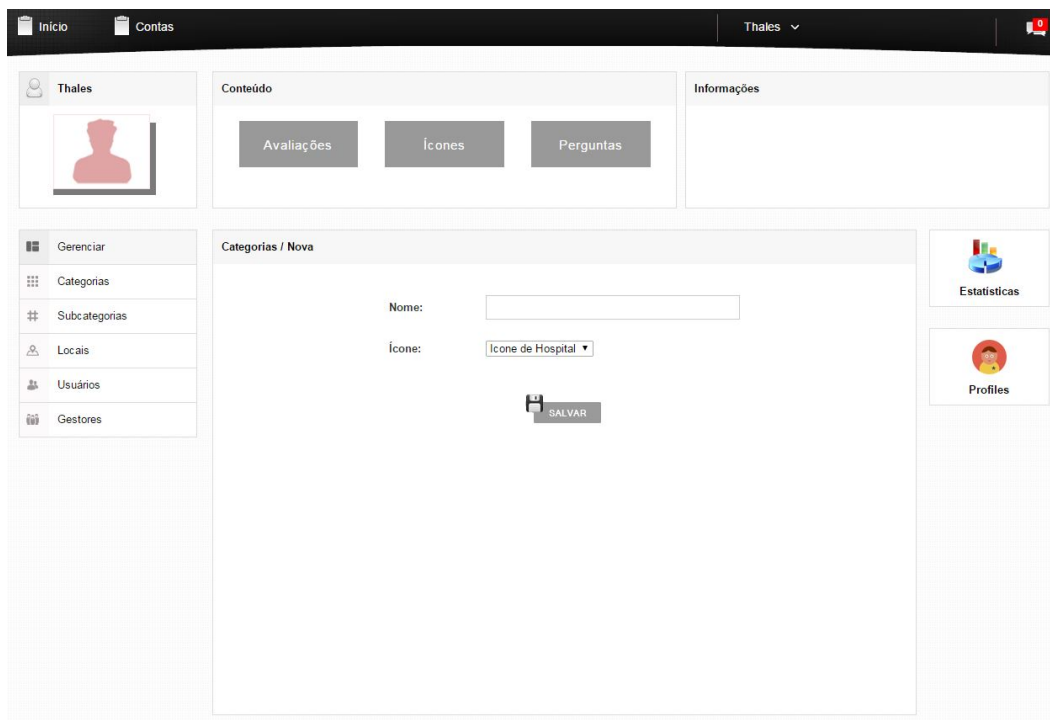 Início
Contas
Thales
0
Thales
Conteúdo
Informações
Avaliações
Ícones
Perguntas
Gerenciar
Categorias
Subcategorias
Locais
Usuários
Gestores
Categorias / Nova
Nome:
Ícone:
Icone de Hospital
SALVAR
Estatísticas
Profiles